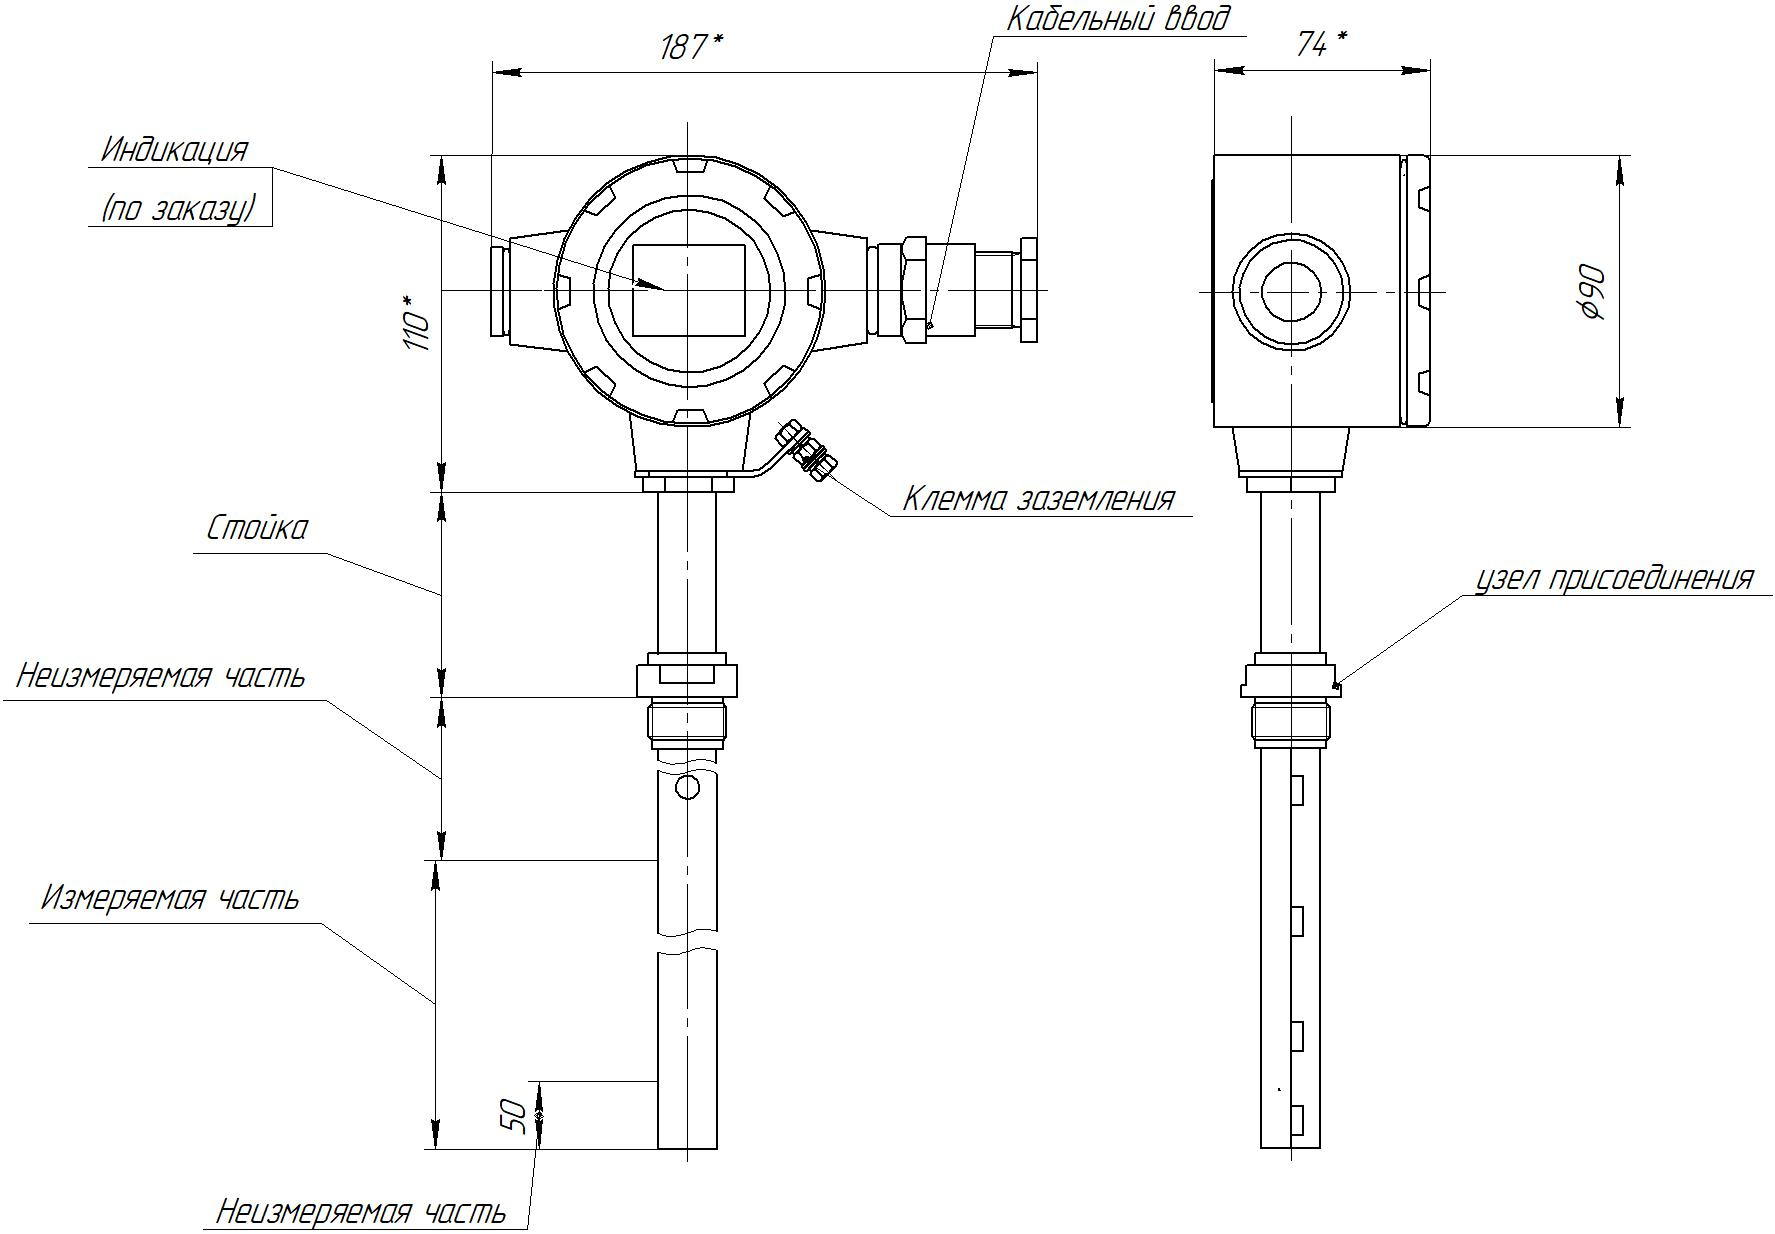 Кабельный ввод
187*
74*
Индикация
(по заказу)
110*
ϕ90
Клемма заземления
Стойка
узел присоединения
Неизмеряемая часть
Измеряемая часть
50
Неизмеряемая часть